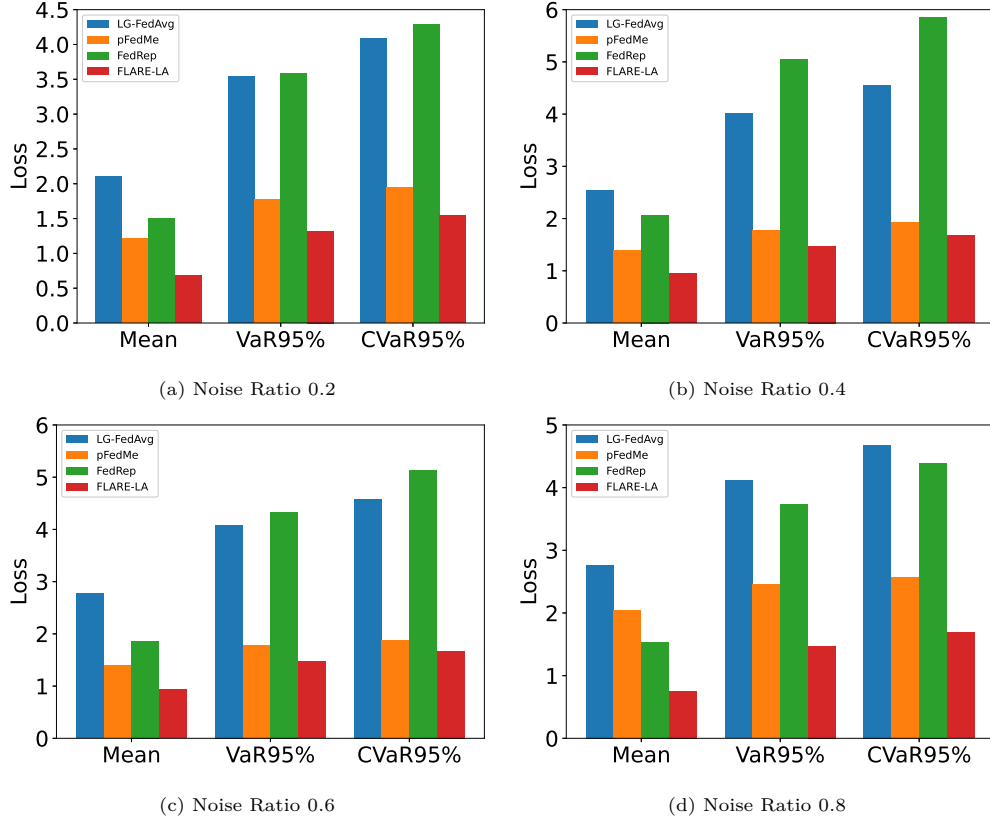 4.5
4.0
3.5
3.0
2.5
2.0
1.5
1.0
0.5
0.0
Loss
LG-FedAvg
pFedMe
FedRep
FLARE-LA
Mean VaR95% CVaR95%
(a) Noise Ratio 0.2
6
5
4
3
2
1
0
Loss
LG-FedAvg
pFedMe
FedRep
FLARE-LA
Mean VaR95% CVaR95%
(b) Noise Ratio 0.4
6
5
4
3
2
1
0
Loss
LG-FedAvg
pFedMe
FedRep
FLARE-LA
Mean VaR95% CVaR95%
(c) Noise Ratio 0.6
5
4
3
2
1
0
Loss
LG-FedAvg
pFedMe
FedRep
FLARE-LA
Mean VaR95% CVaR95%
(d) Noise Ratio 0.8